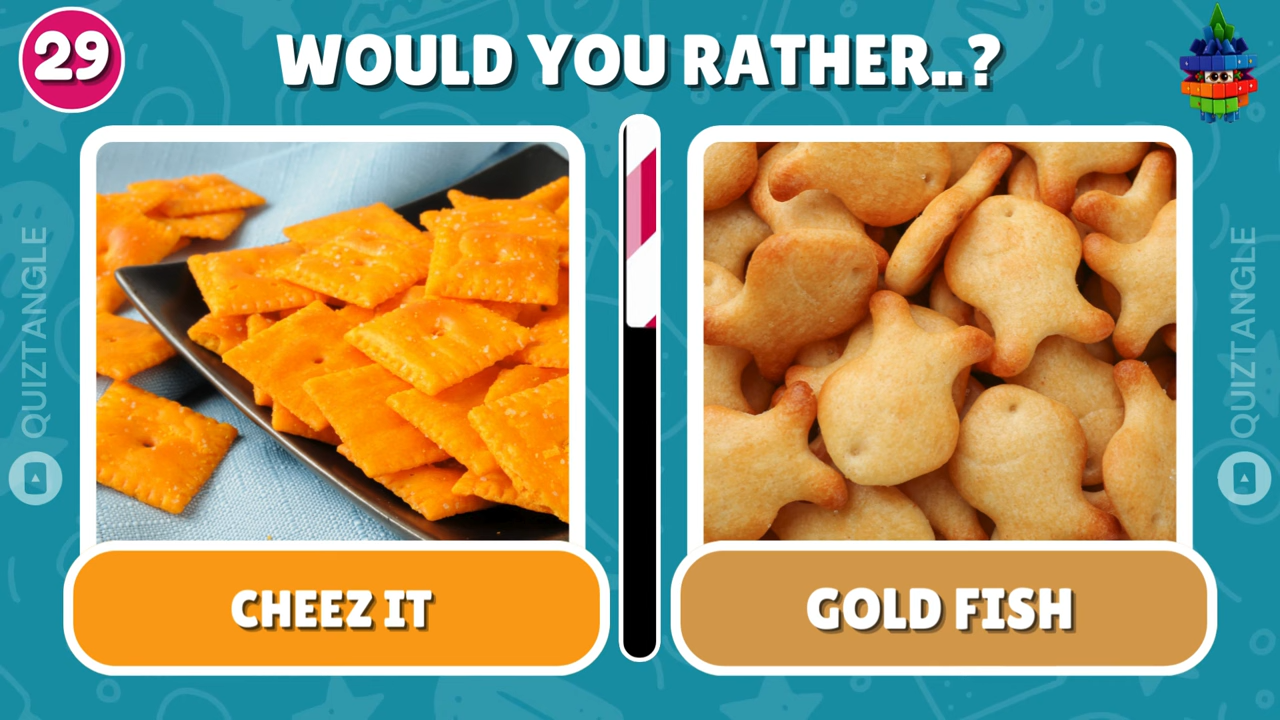 29
WOULD YOU RATHER..?
QUIZTANGLE
QUIZTANGLE
CHEEZ IT
GOLD FISH